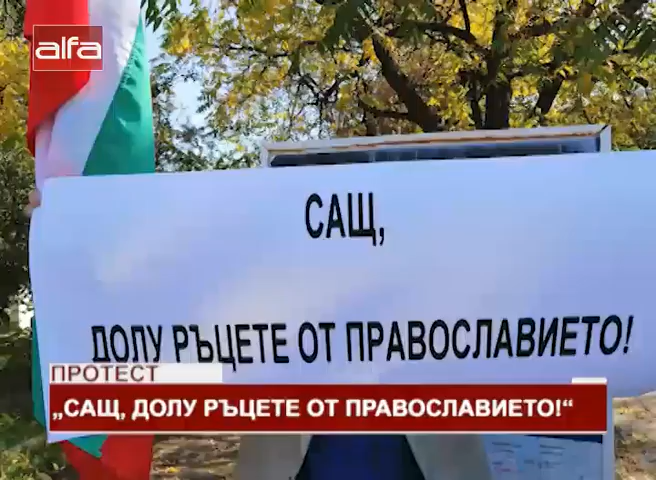 alfa
САЩ,
ДОЛУ РЪЦЕТЕ ОТ ПРАВОСЛАВИЕТО!
ПРОТЕСТ
„САЩ, ДОЛУ РЪЦЕТЕ ОТ ПРАВОСЛАВИЕТО!“